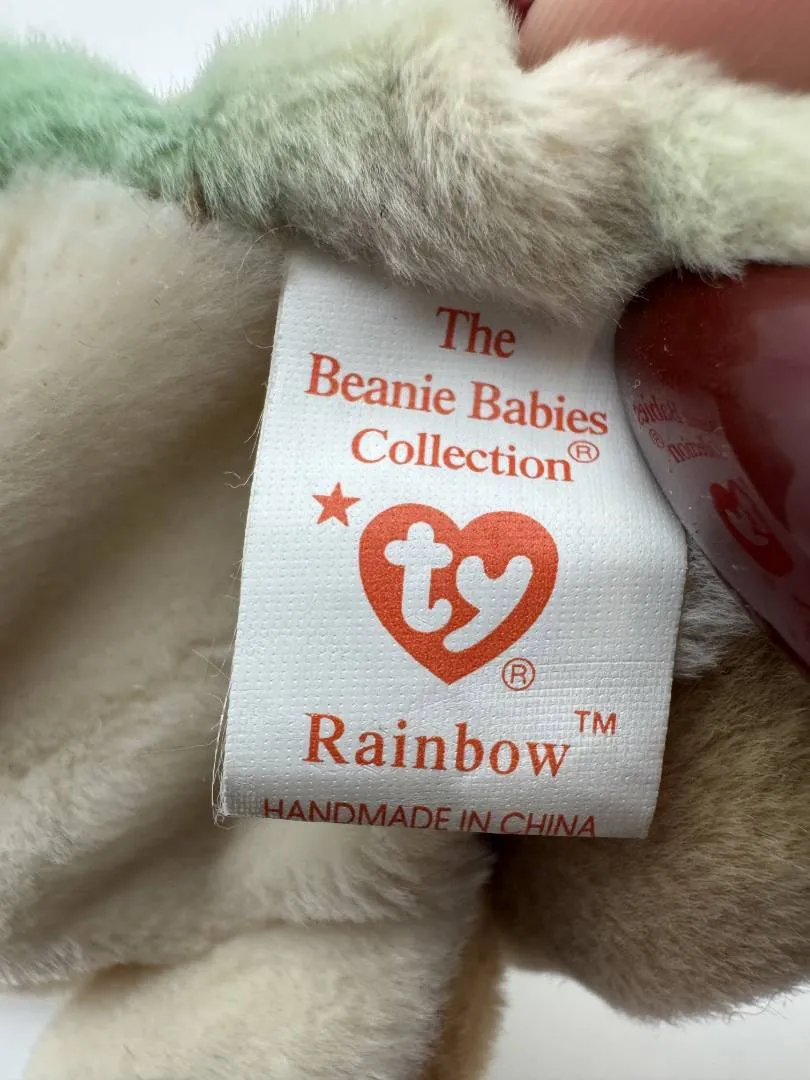 The
Beanie Babies
Collection®
ty
®
Rainbow™
HANDMADE IN CHINA